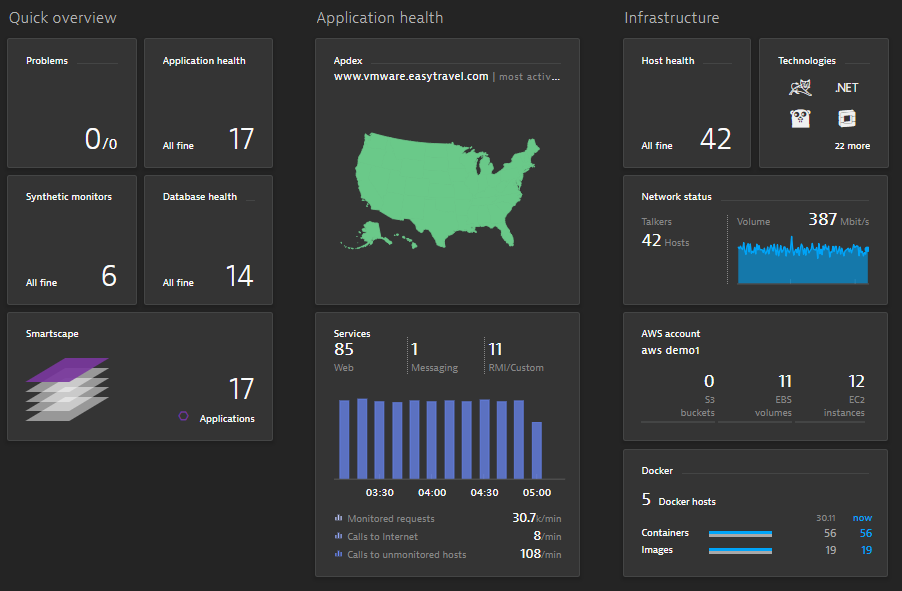 Quick overview
Problems
0/0
Application health
All fine 17
Synthetic monitors
All fine 6
Database health
All fine 14
Smartscape
17
Applications
Application health
Apdex
www.vmware.easytravel.com | most activ...
Services
85 1 11
Web Messaging RMI/Custom
03:30 04:00 04:30 05:00
Monitored requests 30.7k/min
Calls to Internet 8/min
Calls to unmonitored hosts 108/min
Infrastructure
Host health
All fine 42
Technologies
.NET
22 more
Network status
Talkers
42 Hosts
Volume 387 Mbit/s
AWS account
aws demo1
0 11 12
S3 EBS EC2
buckets volumes instances
Docker
5 Docker hosts
30.11 now
Containers 56 56
Images 19 19